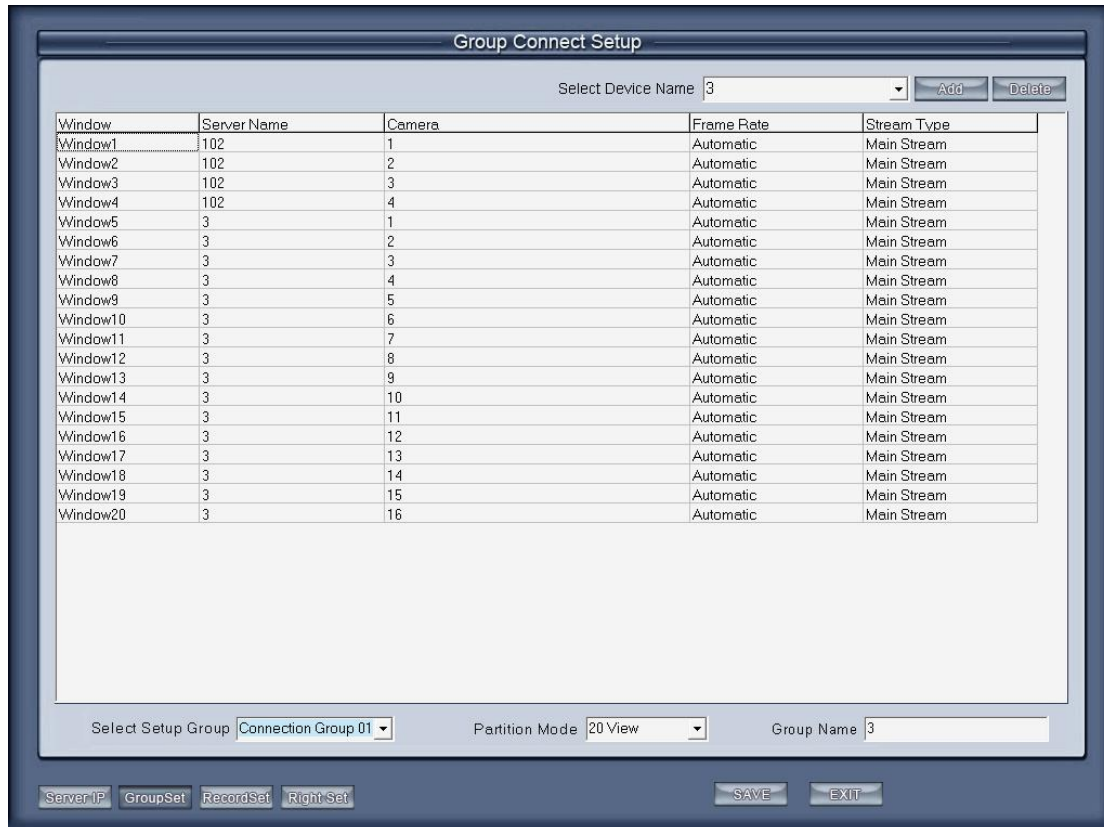 Group Connect Setup
Select Device Name 3 Add Delete
Window Server Name Camera Frame Rate Stream Type
Window1 102 1 Automatic Main Stream
Window2 102 2 Automatic Main Stream
Window3 102 3 Automatic Main Stream
Window4 102 4 Automatic Main Stream
Window5 3 1 Automatic Main Stream
Window6 3 2 Automatic Main Stream
Window7 3 3 Automatic Main Stream
Window8 3 4 Automatic Main Stream
Window9 3 5 Automatic Main Stream
Window10 3 6 Automatic Main Stream
Window11 3 7 Automatic Main Stream
Window12 3 8 Automatic Main Stream
Window13 3 9 Automatic Main Stream
Window14 3 10 Automatic Main Stream
Window15 3 11 Automatic Main Stream
Window16 3 12 Automatic Main Stream
Window17 3 13 Automatic Main Stream
Window18 3 14 Automatic Main Stream
Window19 3 15 Automatic Main Stream
Window20 3 16 Automatic Main Stream
Select Setup Group Connection Group 01 Partition Mode 20 View Group Name 3
Server IP GroupSet RecordSet Right Set SAVE EXIT